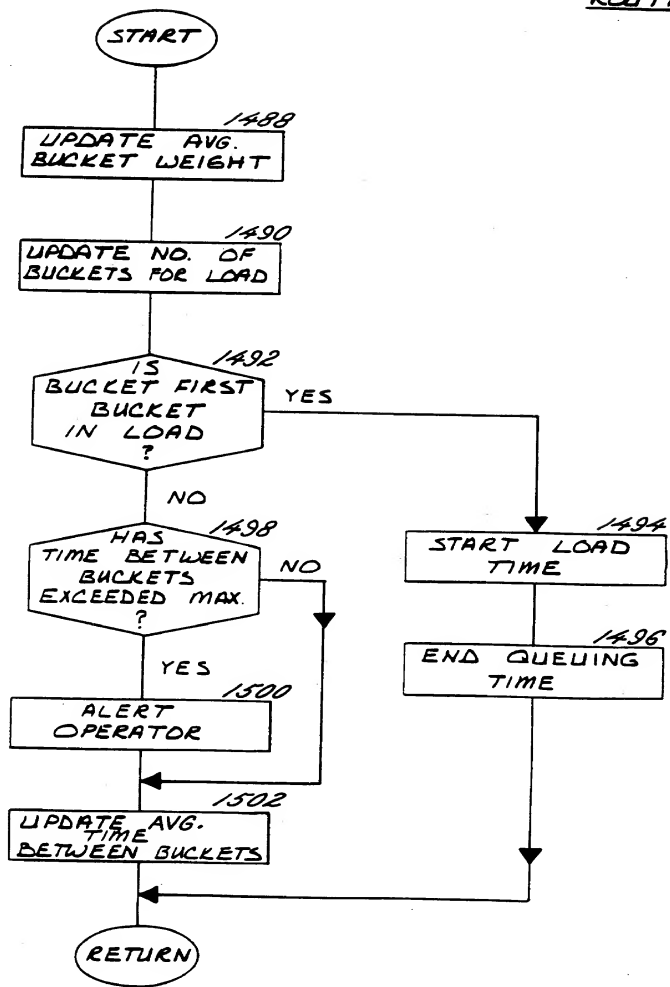 START
1488
UPDATE AVG.
BUCKET WEIGHT
1490
UPDATE NO. OF
BUCKETS FOR LOAD
1492
IS
BUCKET FIRST
BUCKET
IN LOAD
?
YES
NO
1498
HAS
TIME BETWEEN
BUCKETS
EXCEEDED MAX.
?
NO
YES
1494
START LOAD
TIME
1496
END QUEUING
TIME
1500
ALERT
OPERATOR
1502
UPDATE AVG.
TIME
BETWEEN BUCKETS
RETURN